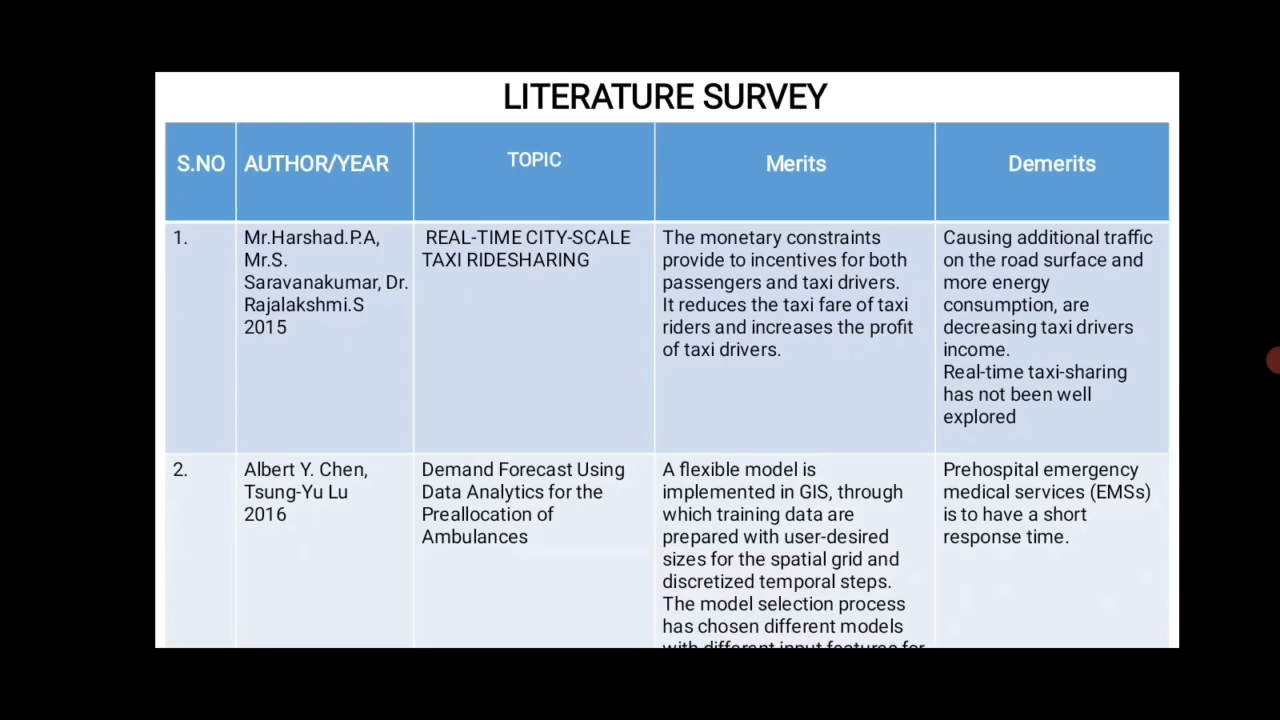 LITERATURE SURVEY
S.NO
AUTHOR/YEAR
TOPIC
Merits
Demerits
1.
Mr.Harshad.P.A,
Mr.S.
Saravanakumar, Dr.
Rajalakshmi.S
2015
REAL-TIME CITY-SCALE
TAXI RIDESHARING
The monetary constraints
provide to incentives for both
passengers and taxi drivers.
It reduces the taxi fare of taxi
riders and increases the profit
of taxi drivers.
Causing additional traffic
on the road surface and
more energy
consumption, are
decreasing taxi drivers
income.
Real-time taxi-sharing
has not been well
explored
2.
Albert Y. Chen,
Tsung-Yu Lu
2016
Demand Forecast Using
Data Analytics for the
Preallocation of
Ambulances
A flexible model is
implemented in GIS, through
which training data are
prepared with user-desired
sizes for the spatial grid and
discretized temporal steps.
The model selection process
has chosen different models
with different input features for
Prehospital emergency
medical services (EMSs)
is to have a short
response time.